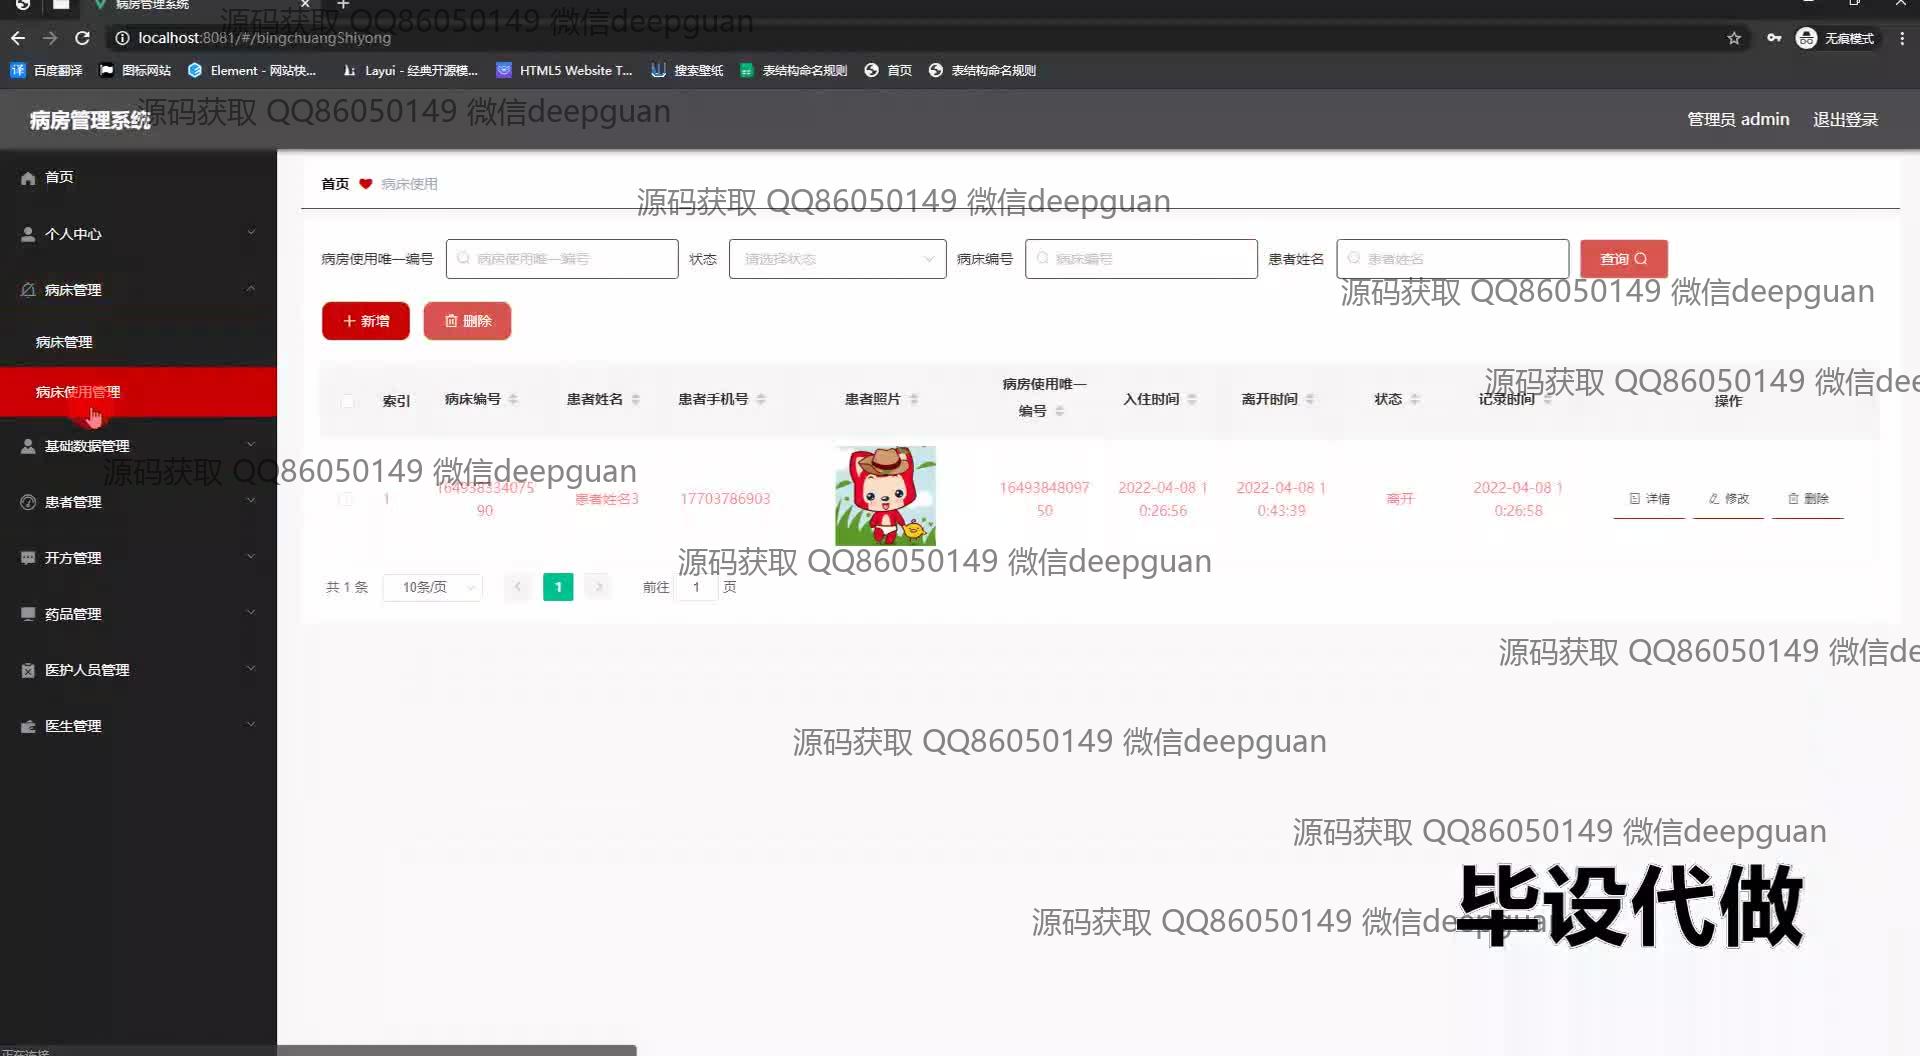 病房管理系统
源码获取 QQ86050149 微信deepguan
localhost:8081/#/bingchuangShiyong
无痕模式
百度翻译
图标网站
Element - 网站快...
Layui - 经典开源模...
HTML5 Website T...
搜索壁纸
表结构命名规则
首页
表结构命名规则
病房管理系统
源码获取 QQ86050149 微信deepguan
管理员 admin
退出登录
首页
个人中心
病床管理
病床管理
病床使用管理
基础数据管理
患者管理
开方管理
药品管理
医护人员管理
医生管理
首页 病床使用
源码获取 QQ86050149 微信deepguan
病房使用唯一编号 病房使用唯一编号
状态 请选择状态
病床编号 病床编号
患者姓名 患者姓名
查询
源码获取 QQ86050149 微信deepguan
新增
删除
源码获取 QQ86050149 微信dee
索引 病床编号 患者姓名 患者手机号 患者照片 病房使用唯一
编号
入住时间 离开时间 状态 记录时间 操作
源码获取 QQ86050149 微信deepguan
1
164938334075
90
患者姓名3
17703786903
16493848097
50
2022-04-08 1
0:26:56
2022-04-08 1
0:43:39
离开
2022-04-08 1
0:26:58
详情
修改
删除
源码获取 QQ86050149 微信deepguan
共 1 条
10条/页
1
前往 1 页
源码获取 QQ86050149 微信de
源码获取 QQ86050149 微信deepguan
源码获取 QQ86050149 微信deepguan
毕设代做
源码获取 QQ86050149 微信deepguan